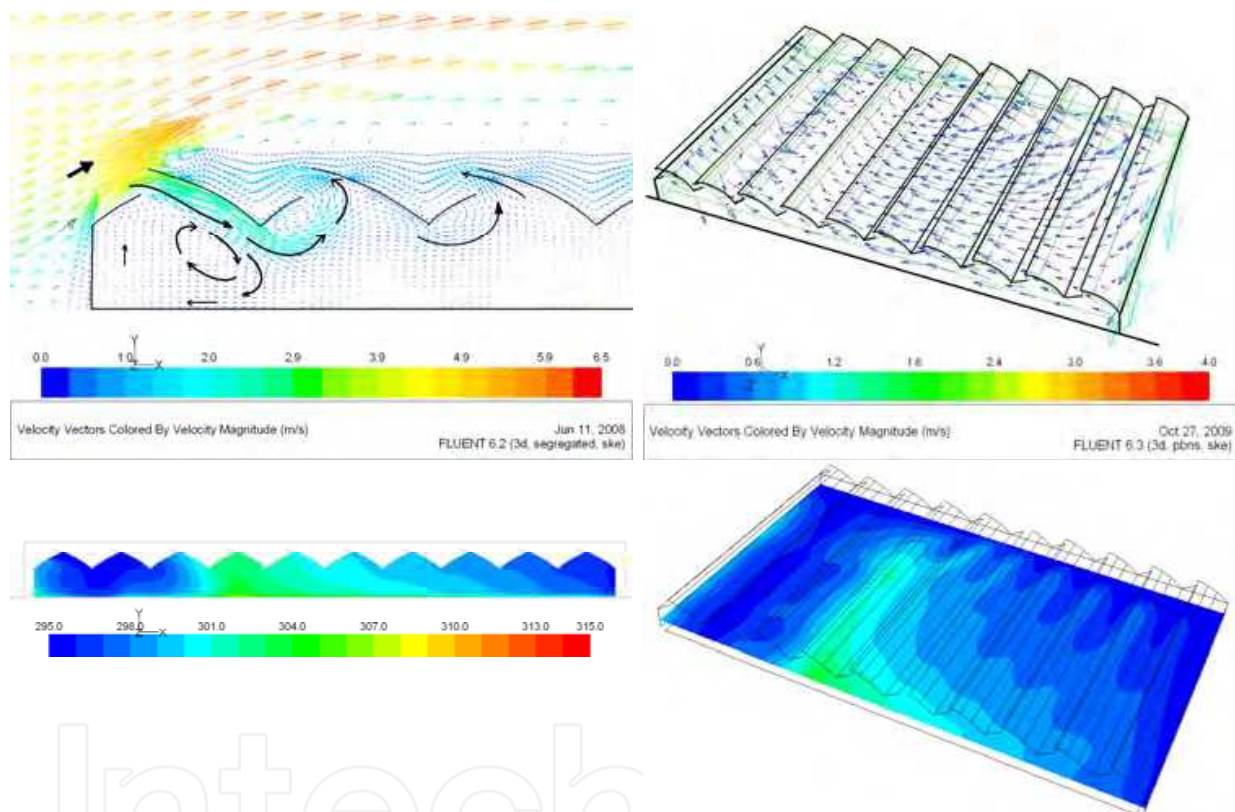 Y
Z X
0.0 1.0 2.0 2.9 3.9 4.9 5.9 6.5
Velocity Vectors Colored By Velocity Magnitude (m/s)
Jun 11, 2008
FLUENT 6.2 (3d, segregated, ske)
Y
Z X
0.0 0.6 1.2 1.8 2.4 3.0 3.6 4.0
Velocity Vectors Colored By Velocity Magnitude (m/s)
Oct 27, 2009
FLUENT 6.3 (3d, pbns, ske)
Y
Z X
295.0 298.0 301.0 304.0 307.0 310.0 313.0 315.0
Intech